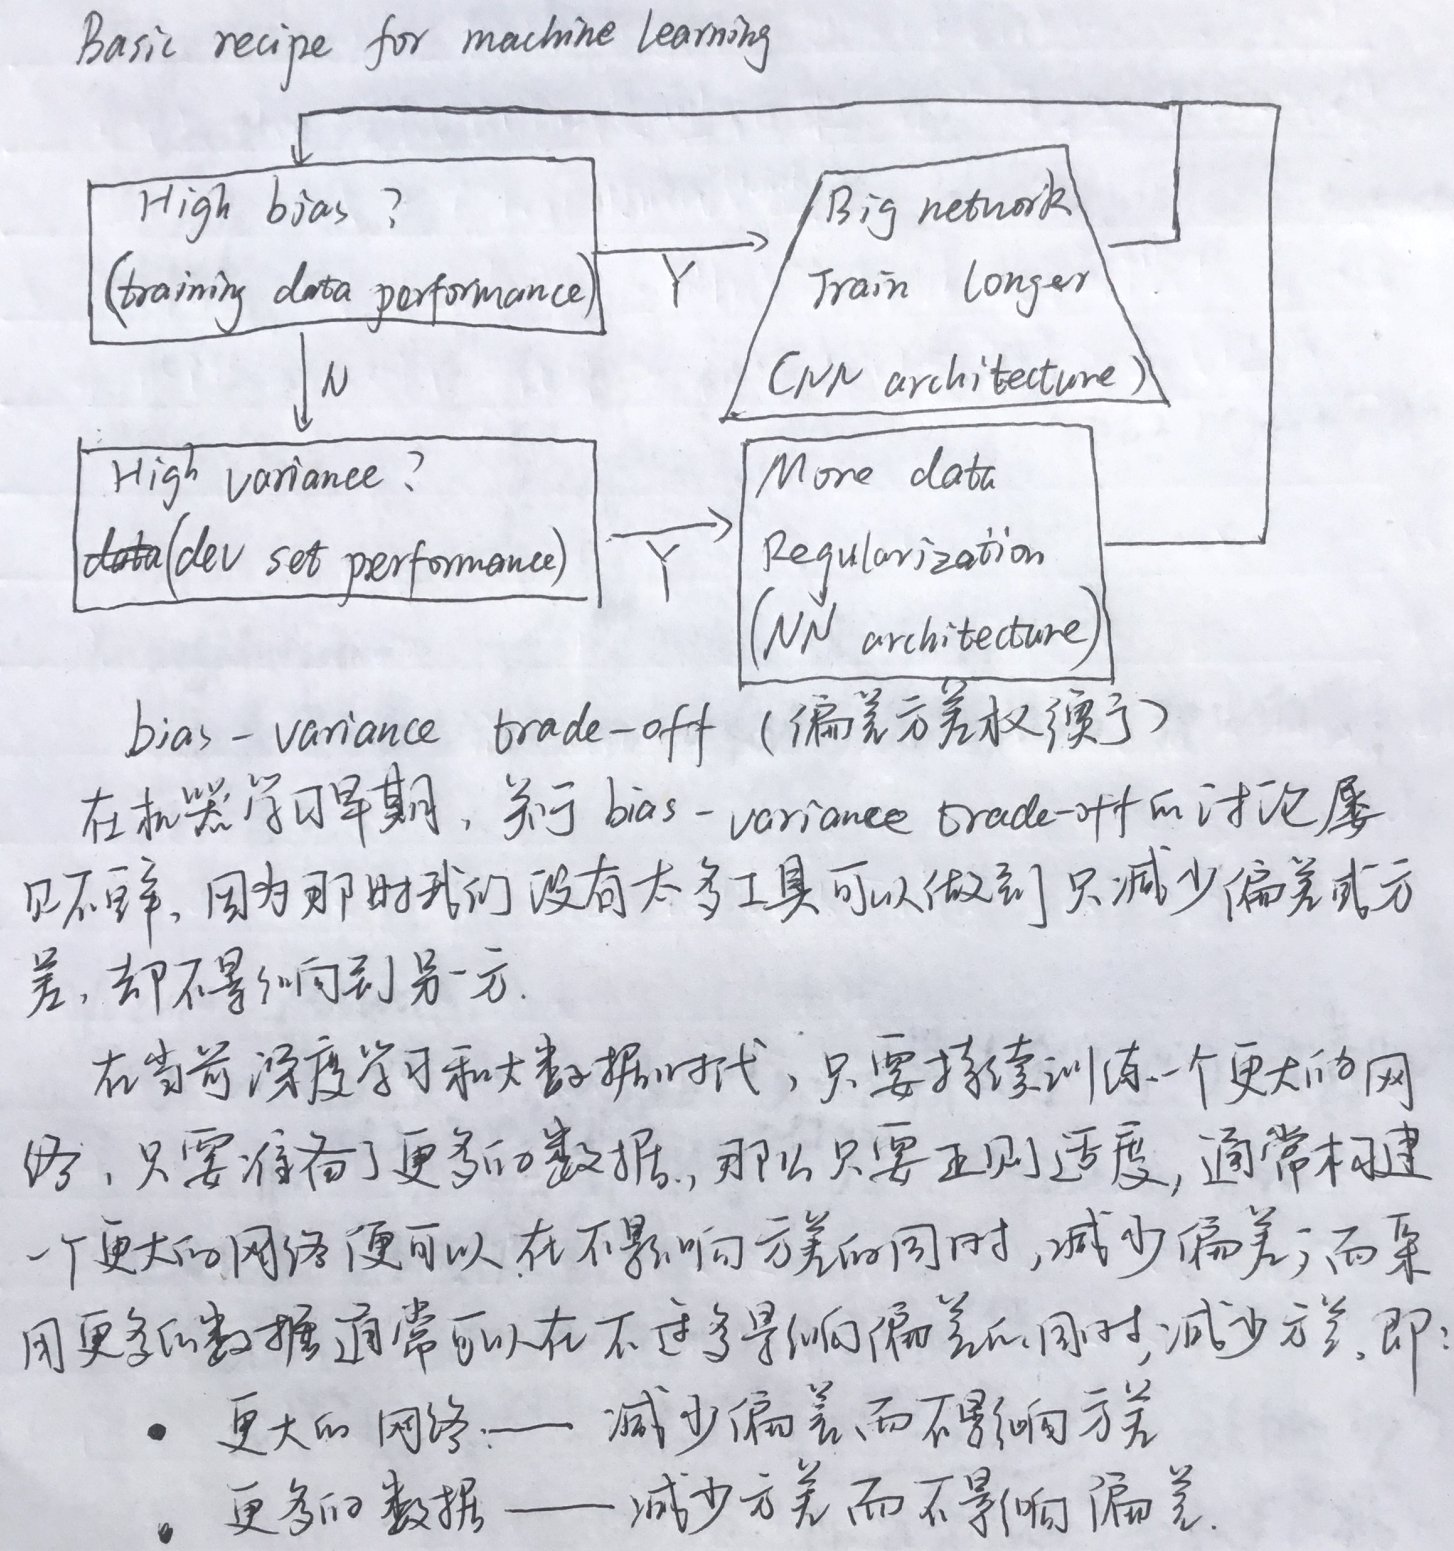 Basic recipe for machine learning
High bias ?
(training data performance)
Y
Big network
Train longer
(NN architecture)
N
High variance ?
data(dev set performance)
Y
More data
Regularization
(NN architecture)
bias-variance trade-off (偏差方差权衡)
在机器学习早期，关于bias-variance trade-off的讨论屡
见不鲜，因为那时我们没有太多工具可以做到只减少偏差或方
差，却不影响到另一方.
在当前深度学习和大数据时代，只要持续训练一个更大的网
络，只要准备了更多的数据，那么只要正则适度，通常构建
一个更大的网络便可以在不影响方差的同时，减少偏差；而采
用更多的数据通常可以在不过多影响偏差的同时，减少方差，即：
• 更大的网络——减少偏差而不影响方差
• 更多的数据——减少方差而不影响偏差.